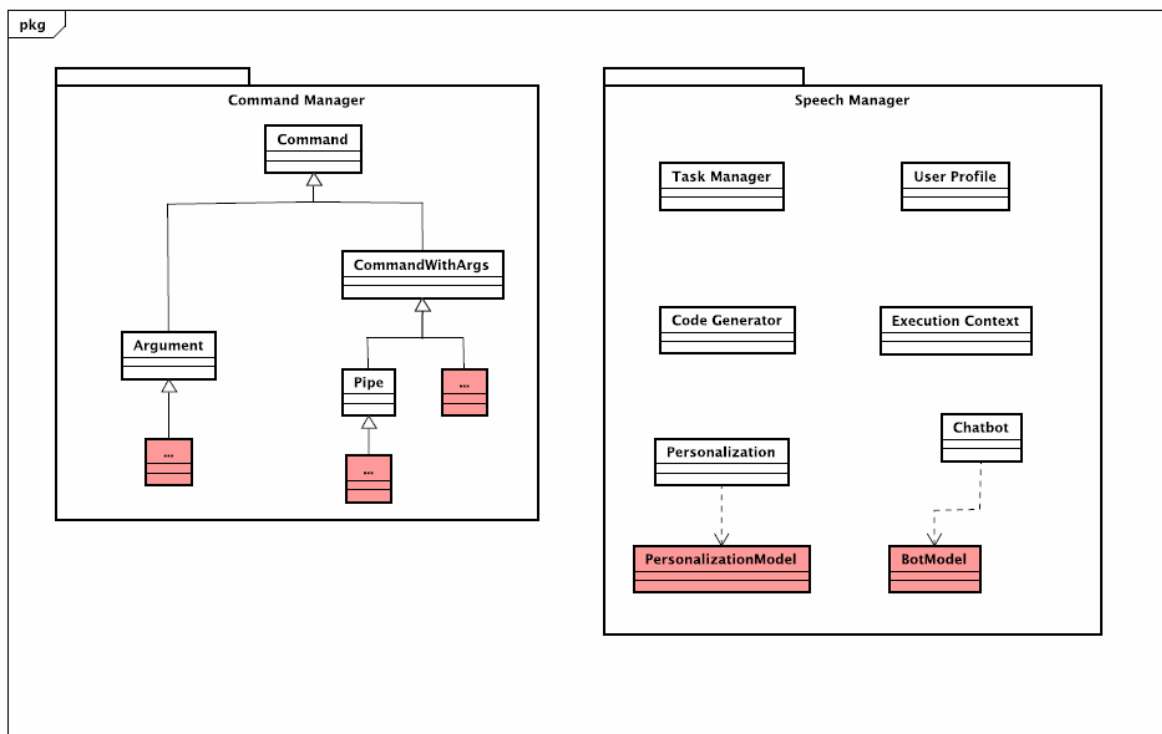 pkg
Command Manager
Command
CommandWithArgs
Argument
Pipe
...
...
...
Speech Manager
Task Manager
User Profile
Code Generator
Execution Context
Personalization
Chatbot
PersonalizationModel
BotModel